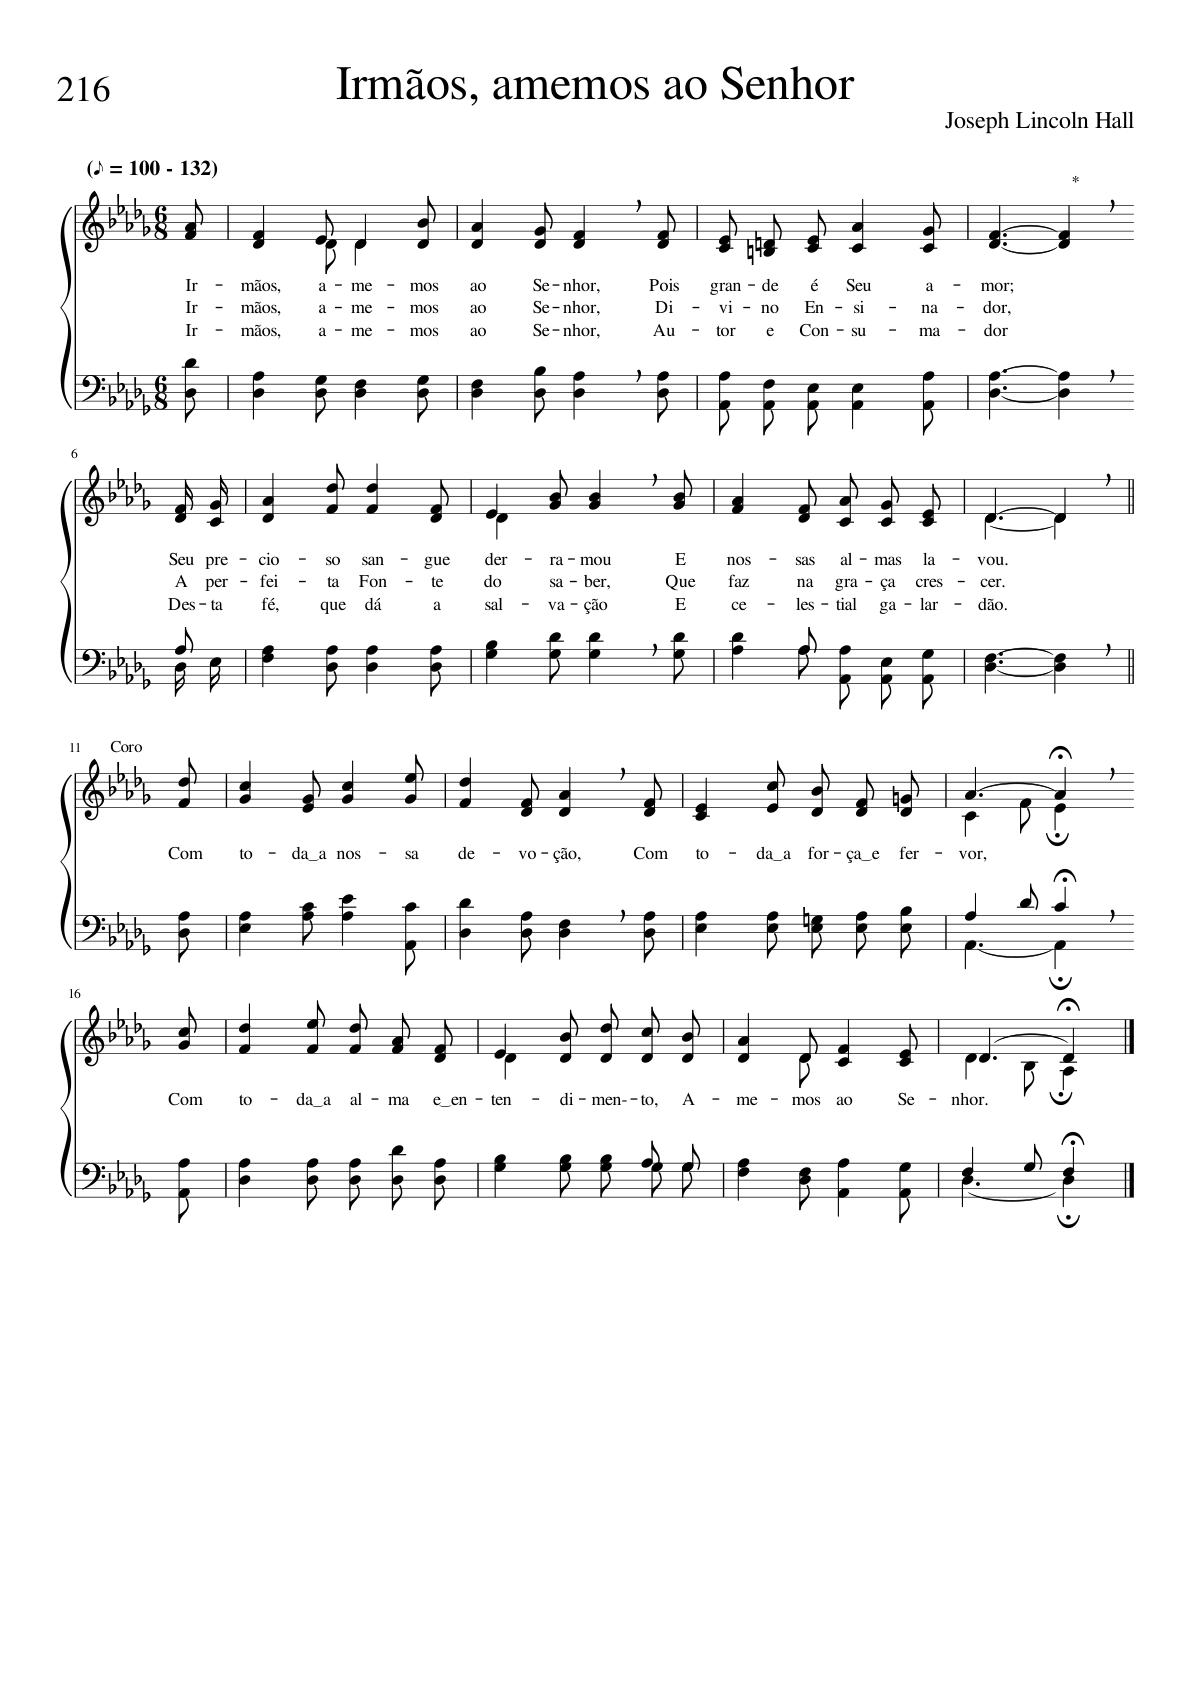 216
Irmãos, amemos ao Senhor
Joseph Lincoln Hall
(♪ = 100 - 132)
*
6 8
Ir - mãos, a - me - mos ao Se - nhor, Pois gran - de é Seu a - mor;
Ir - mãos, a - me - mos ao Se - nhor, Di - vi - no En - si - na - dor,
Ir - mãos, a - me - mos ao Se - nhor, Au - tor e Con - su - ma - dor
6 8
6
Seu pre - cio - so san - gue der - ra - mou E nos - sas al - mas la - vou.
A per - fei - ta Fon - te do sa - ber, Que faz na gra - ça cres - cer.
Des - ta fé, que dá a sal - va - ção E ce - les - tial ga - lar - dão.
11 Coro
Com to - da_a nos - sa de - vo - ção, Com to - da_a for - ça_e fer - vor,
16
Com to - da_a al - ma e_en - ten - di - men-- to, A - me - mos ao Se - nhor.